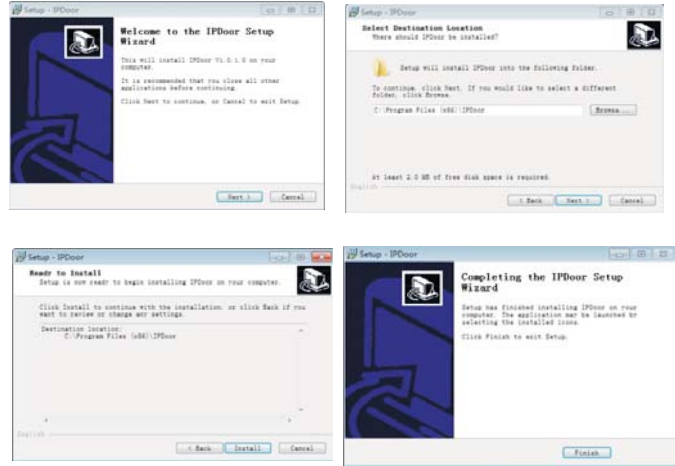 Setup - IPDoor
Welcome to the IPDoor Setup
Wizard
This will install IPDoor V1.0.1.0 on your
computer.
It is recommended that you close all other
applications before continuing.
Click Next to continue, or Cancel to exit Setup.
Next >
Cancel
Setup - IPDoor
Select Destination Location
Where should IPDoor be installed?
Setup will install IPDoor into the following folder.
To continue, click Next. If you would like to select a different
folder, click Browse.
C:\Program Files (x86)\IPDoor
Browse...
At least 2.0 MB of free disk space is required.
English
< Back
Next >
Cancel
Setup - IPDoor
Ready to Install
Setup is now ready to begin installing IPDoor on your computer.
Click Install to continue with the installation, or click Back if you
want to review or change any settings.
Destination location:
C:\Program Files (x86)\IPDoor
English
< Back
Install
Cancel
Setup - IPDoor
Completing the IPDoor Setup
Wizard
Setup has finished installing IPDoor on your
computer. The application may be launched by
selecting the installed icons.
Click Finish to exit Setup.
Finish